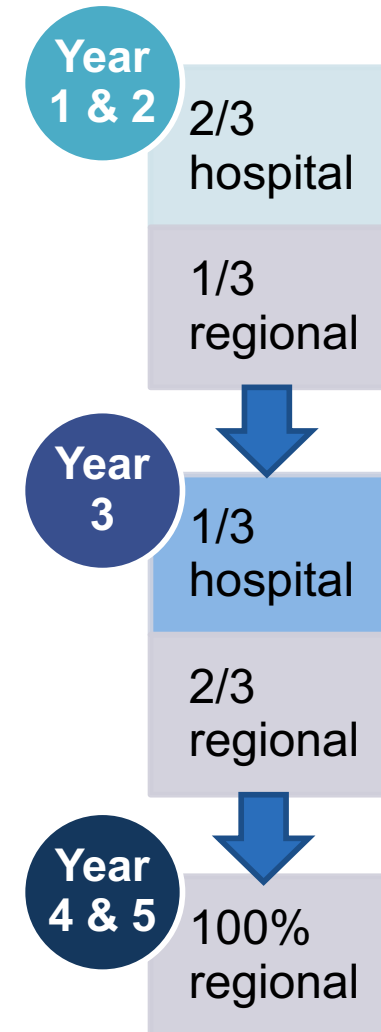 Year
1 & 2
2/3
hospital
1/3
regional
Year
3
1/3
hospital
2/3
regional
Year
4 & 5
100%
regional